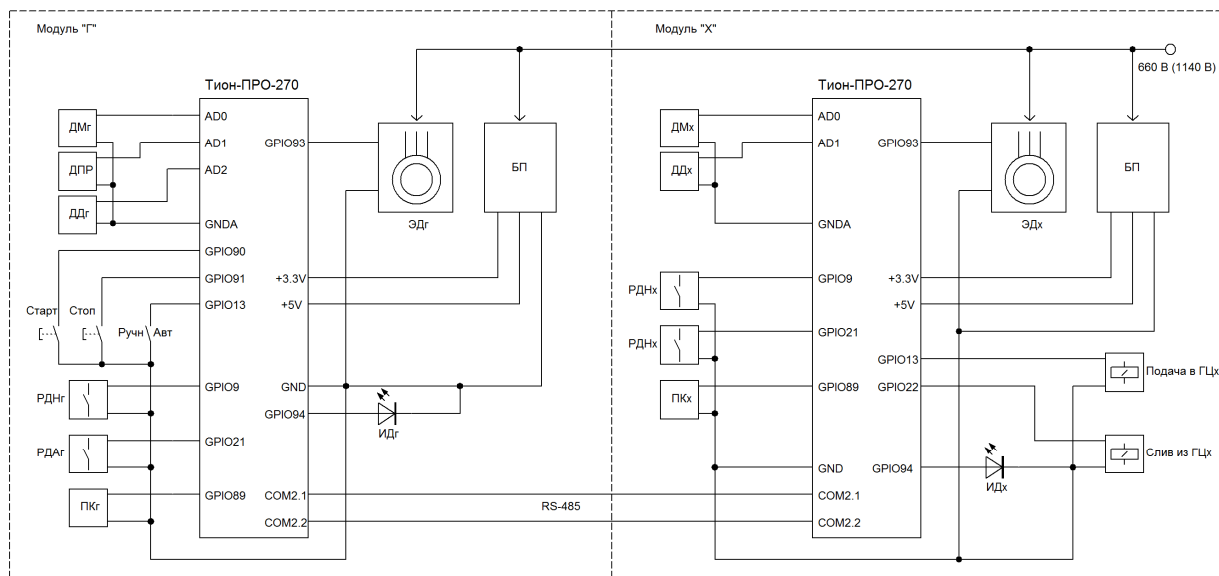 Модуль "Г"
Модуль "Х"
660 В (1140 В)
Тион-ПРО-270
ДМг
ДПР
ДДг
AD0
AD1
AD2
GNDA
GPIO90
GPIO91
GPIO13
GPIO9
GPIO21
GPIO89
GPIO93
+3.3V
+5V
GND
GPIO94
COM2.1
COM2.2
ЭДг
БП
Старт
Стоп
Ручн
Авт
РДНг
РДАг
ПКг
ИДг
RS-485
Тион-ПРО-270
ДМх
ДДх
AD0
AD1
GNDA
GPIO9
GPIO21
GPIO89
GND
COM2.1
COM2.2
GPIO93
+3.3V
+5V
GPIO13
GPIO22
GPIO94
ЭДх
БП
РДНх
РДНх
ПКх
ИДх
Подача в ГЦх
Слив из ГЦх